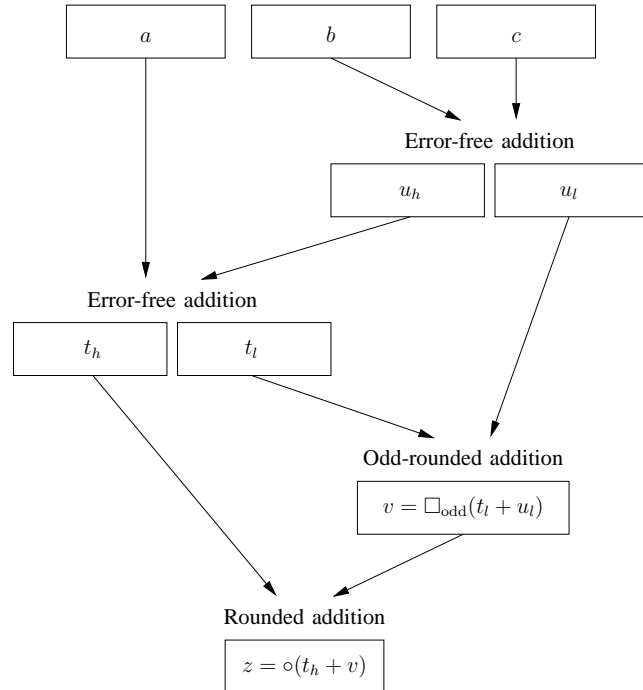 a b c
Error-free addition
u_h u_l
Error-free addition
t_h t_l
Odd-rounded addition
v = □_odd(t_l + u_l)
Rounded addition
z = ∘(t_h + v)